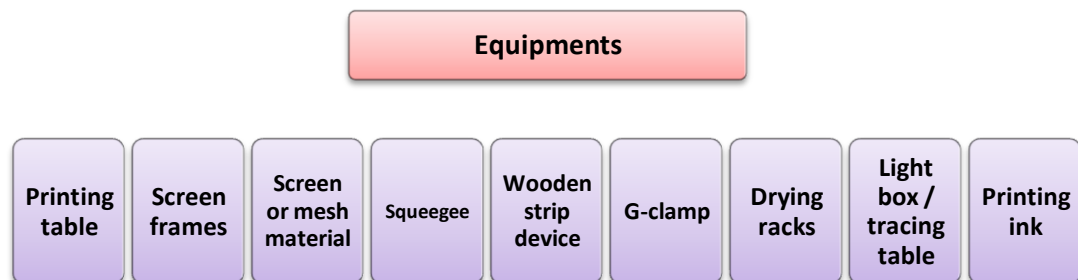 Equipments
Printing
table
Screen
frames
Screen
or mesh
material
Squeegee
Wooden
strip
device
G-clamp
Drying
racks
Light
box /
tracing
table
Printing
ink